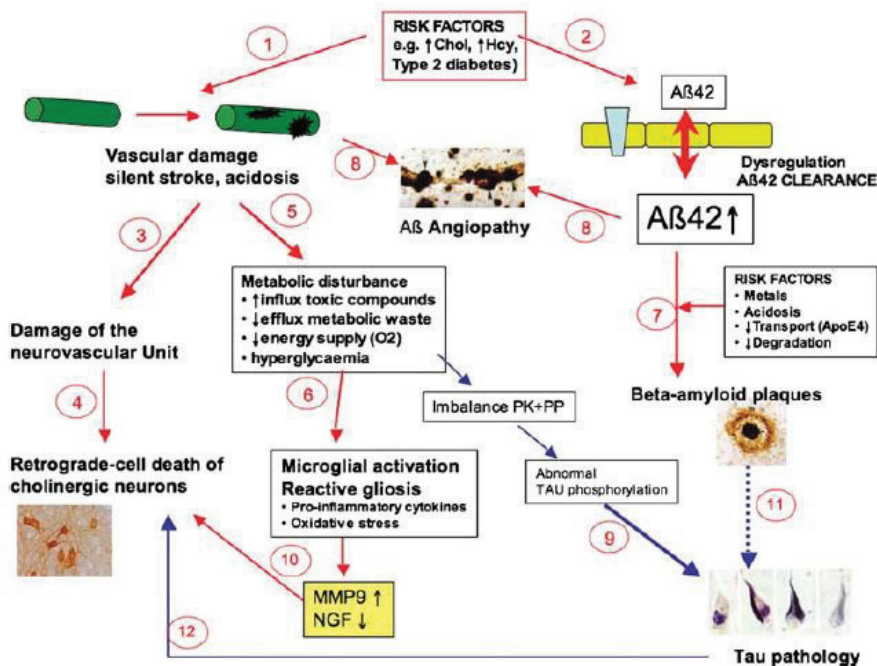 RISK FACTORS
e.g. ↑Chol, ↑Hcy,
Type 2 diabetes)
1
2
Aß42
Vascular damage
silent stroke, acidosis
8
Aß Angiopathy
8
Dysregulation
Aß42 CLEARANCE
Aß42↑
3
5
Metabolic disturbance
• ↑influx toxic compounds
• ↓efflux metabolic waste
• ↓energy supply (O2)
• hyperglycaemia
7
RISK FACTORS
• Metals
• Acidosis
• ↓Transport (ApoE4)
• ↓Degradation
Damage of the
neurovascular Unit
4
6
Imbalance PK+PP
Beta-amyloid plaques
Retrograde-cell death of
cholinergic neurons
Microglial activation
Reactive gliosis
• Pro-inflammatory cytokines
• Oxidative stress
Abnormal
TAU phosphorylation
9
11
10
MMP9 ↑
NGF ↓
12
Tau pathology